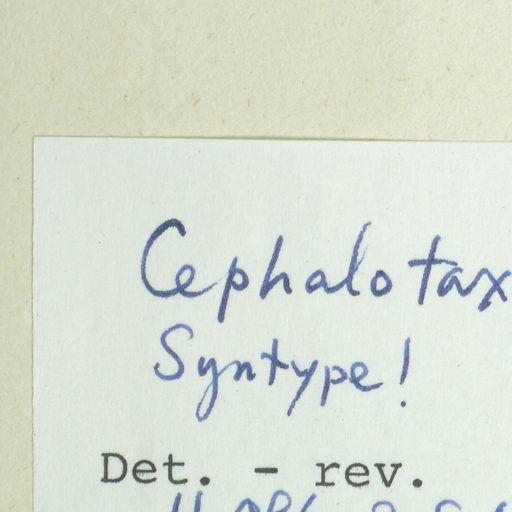 Cephalotax
Syntype!
Det. - rev.